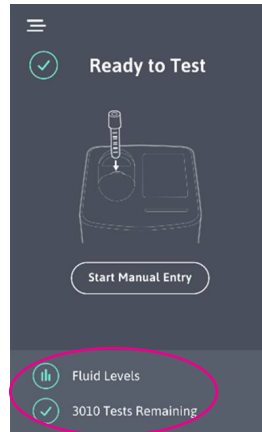 Ready to Test
Start Manual Entry
Fluid Levels
3010 Tests Remaining